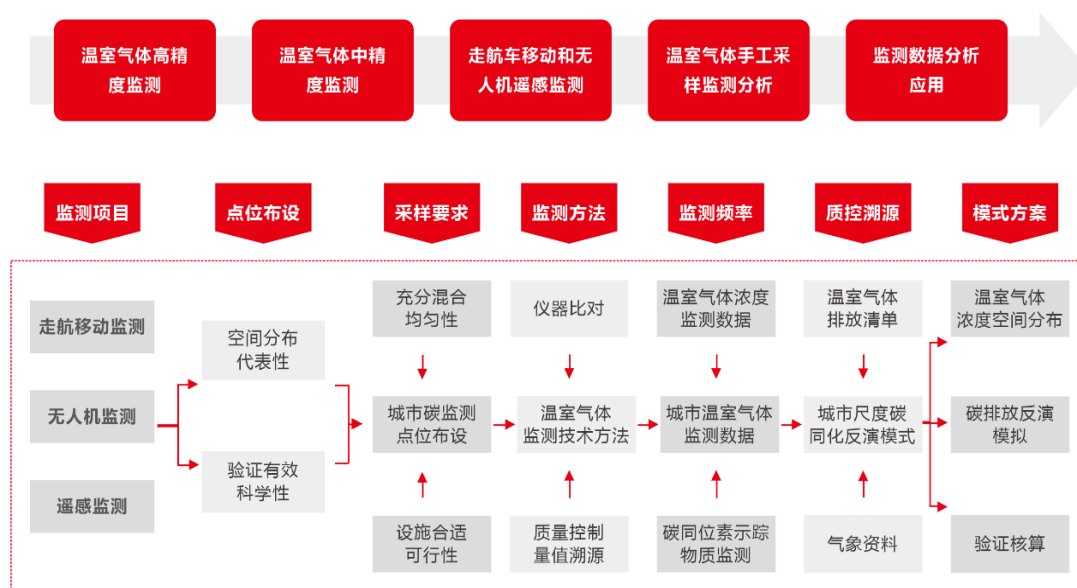 温室气体高精
度监测
温室气体中精
度监测
走航车移动和无
人机遥感监测
温室气体手工采
样监测分析
监测数据分析
应用
监测项目
点位布设
采样要求
监测方法
监测频率
质控溯源
模式方案
走航移动监测
无人机监测
遥感监测
空间分布
代表性
验证有效
科学性
充分混合
均匀性
城市碳监测
点位布设
设施合适
可行性
仪器比对
温室气体
监测技术方法
质量控制
量值溯源
温室气体浓度
监测数据
城市温室气体
监测数据
碳同位素示踪
物质监测
温室气体
排放清单
城市尺度碳
同化反演模式
气象资料
温室气体
浓度空间分布
碳排放反演
模拟
验证核算